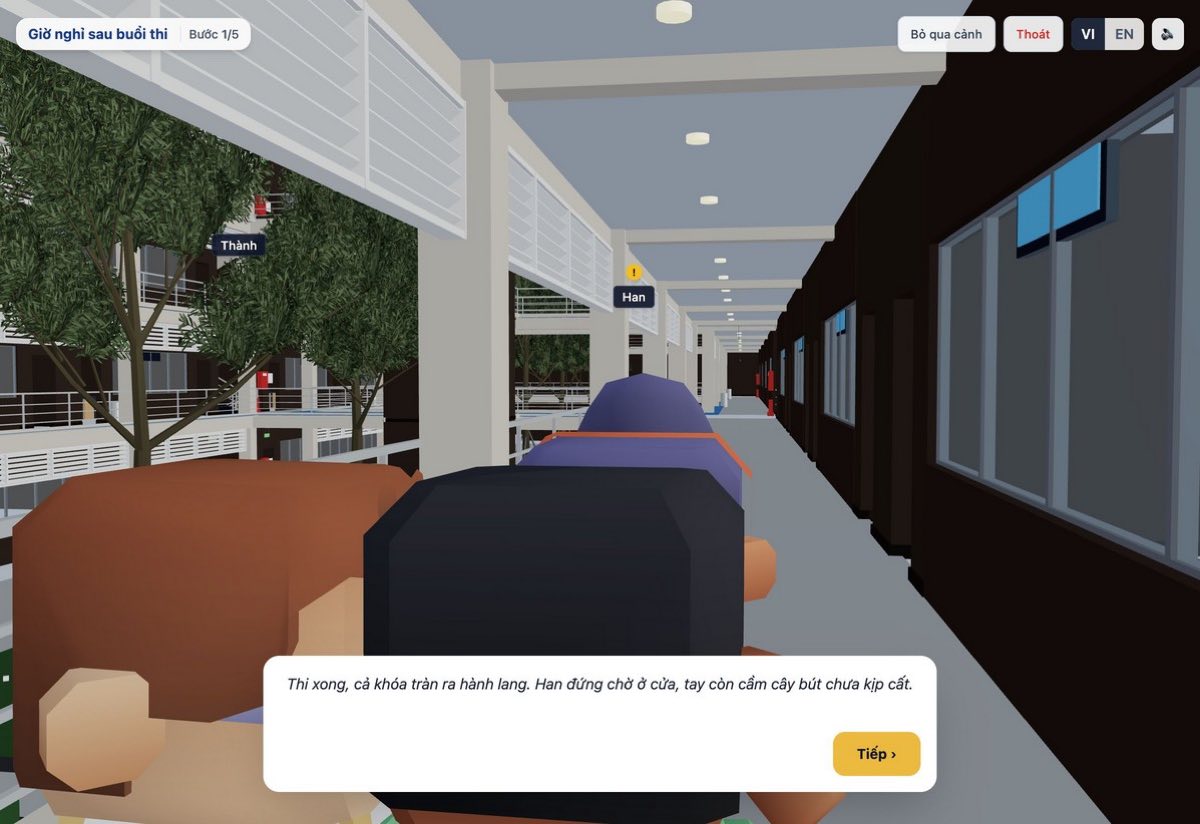 Giờ nghỉ sau buổi thi
Bước 1/5
Bỏ qua cảnh
Thoát
VI
EN
Thành
!
Han
Thi xong, cả khóa tràn ra hành lang. Han đứng chờ ở cửa, tay còn cầm cây bút chưa kịp cất.
Tiếp ›